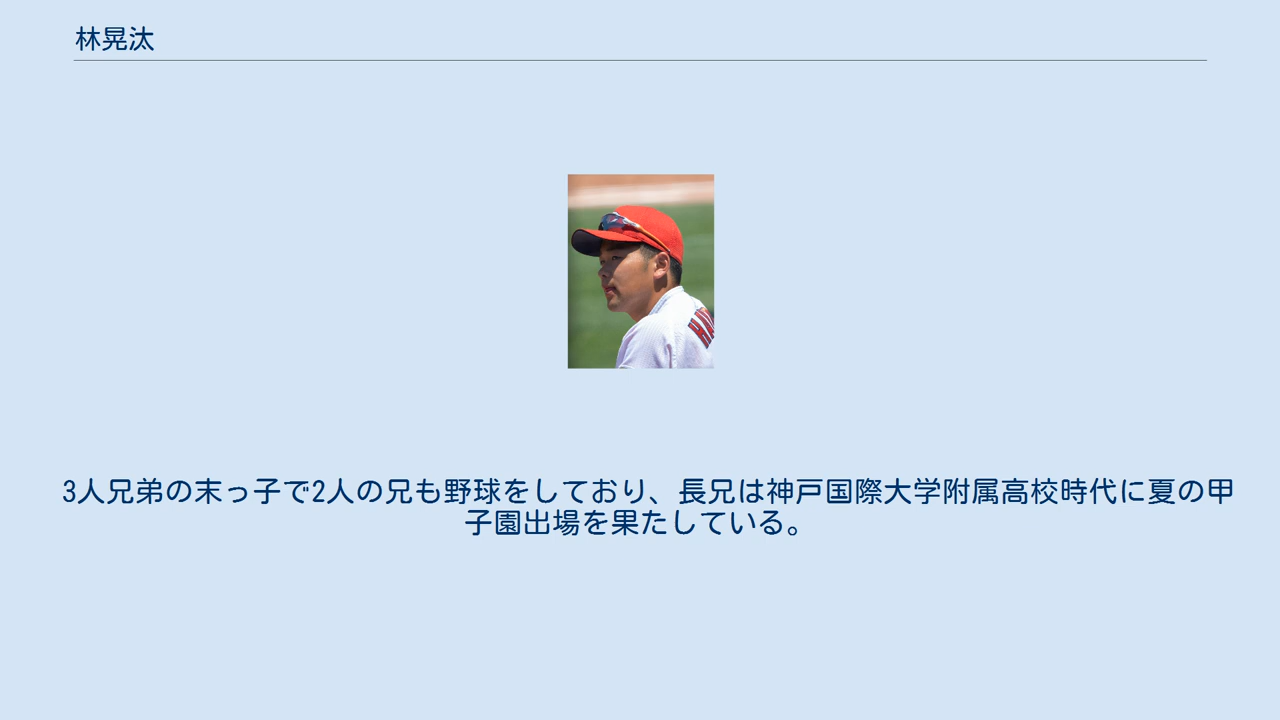 林晃汰
3人兄弟の末っ子で2人の兄も野球をしており、長兄は神戸国際大学附属高校時代に夏の甲
子園出場を果たしている。